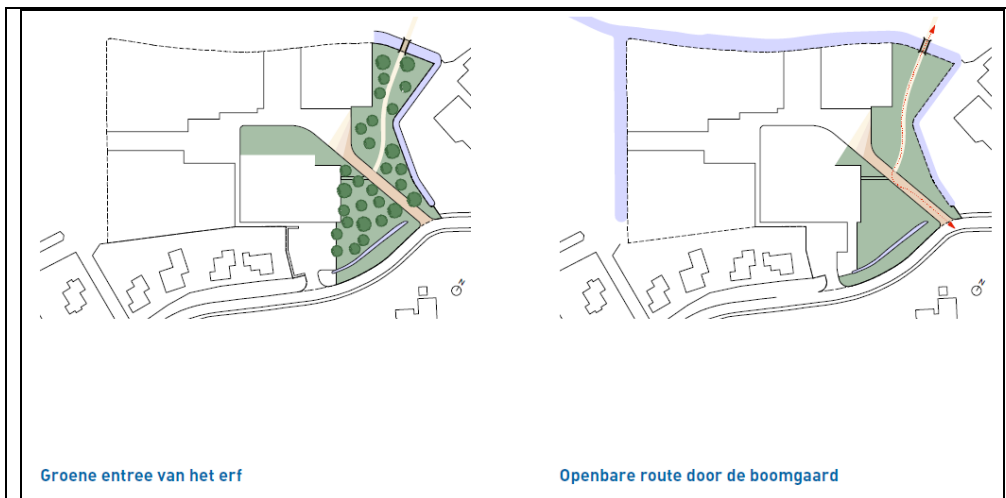 N
N
Groene entree van het erf
Openbare route door de boomgaard